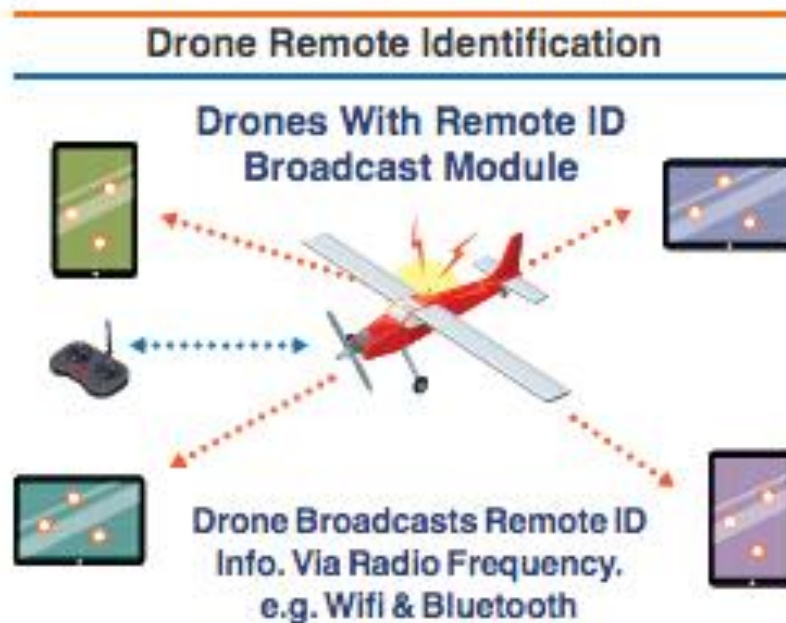 Drone Remote Identification
Drones With Remote ID
Broadcast Module
Drone Broadcasts Remote ID
Info. Via Radio Frequency.
e.g. Wifi & Bluetooth